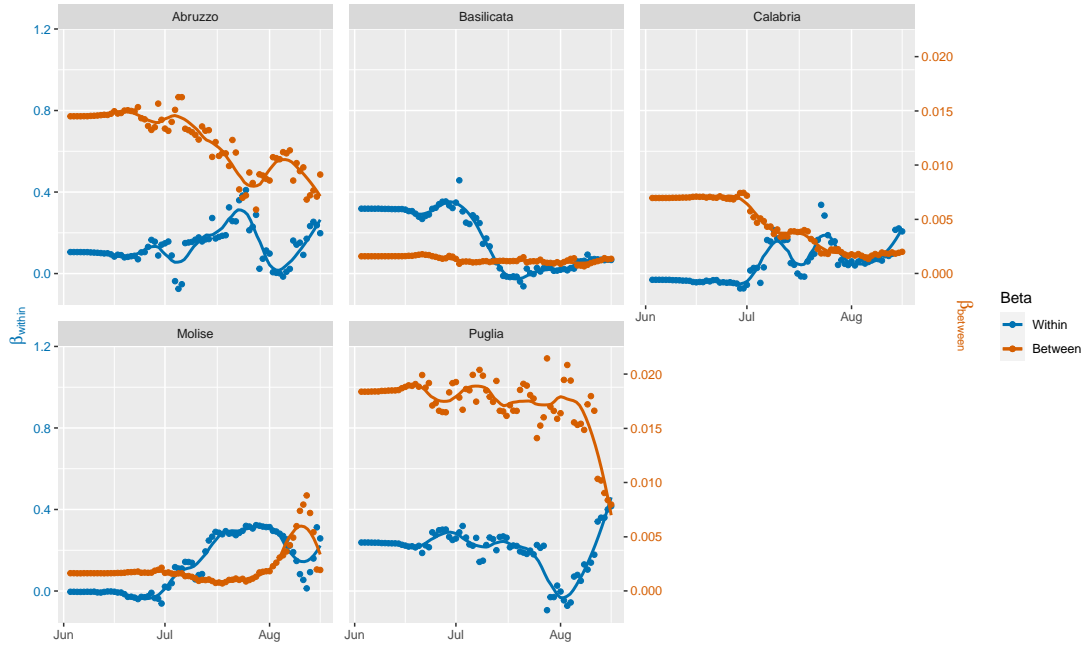 Abruzzo
Basilicata
Calabria
1.2
0.8
0.4
0.0
0.020
0.015
0.010
0.005
0.000
Jun
Jul
Aug
βwithin
βbetween
Beta
Within
Between
Molise
Puglia
1.2
0.8
0.4
0.0
0.020
0.015
0.010
0.005
0.000
Jun
Jul
Aug
Jun
Jul
Aug